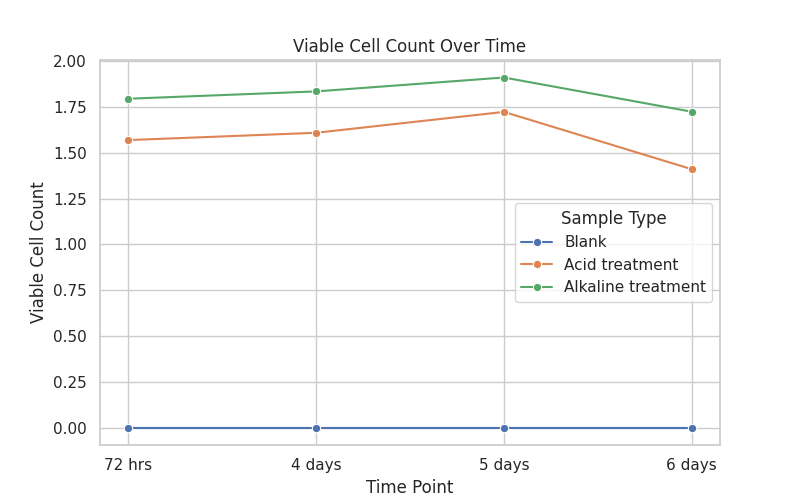 Viable Cell Count Over Time
Viable Cell Count
2.00
1.75
1.50
1.25
1.00
0.75
0.50
0.25
0.00
Sample Type
Blank
Acid treatment
Alkaline treatment
72 hrs
4 days
5 days
6 days
Time Point